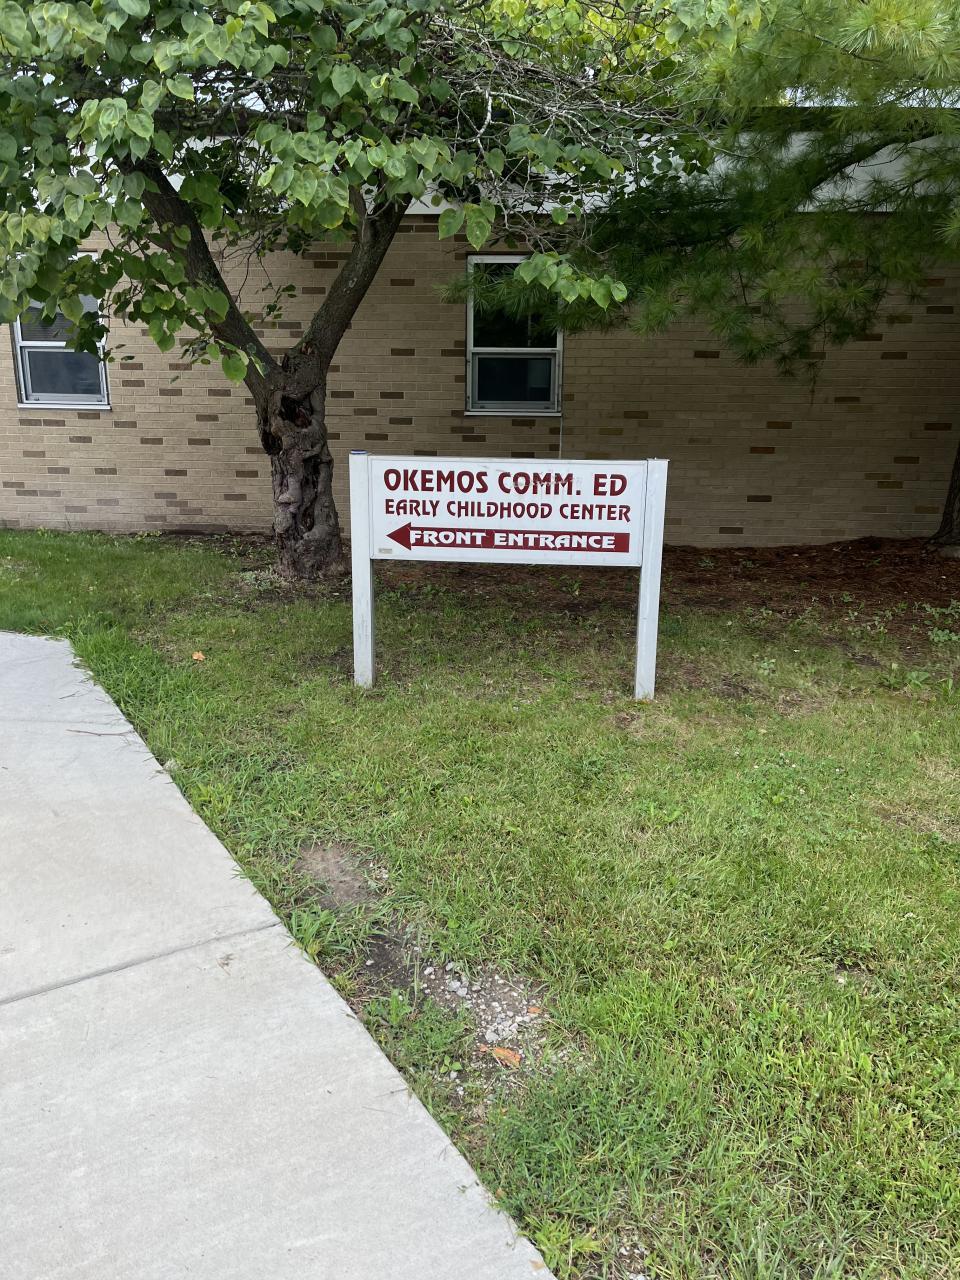 OKEMOS COMM. ED
EARLY CHILDHOOD CENTER
FRONT ENTRANCE